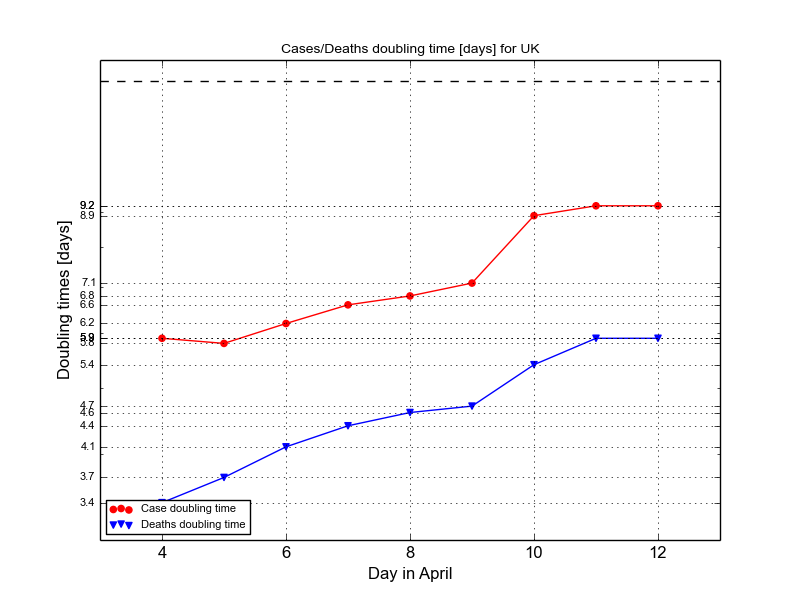 Cases/Deaths doubling time [days] for UK
Doubling times [days]
9.2
8.9
7.1
6.8
6.6
6.2
5.9
5.8
5.4
4.7
4.6
4.4
4.1
3.7
3.4
Case doubling time
Deaths doubling time
4 6 8 10 12
Day in April